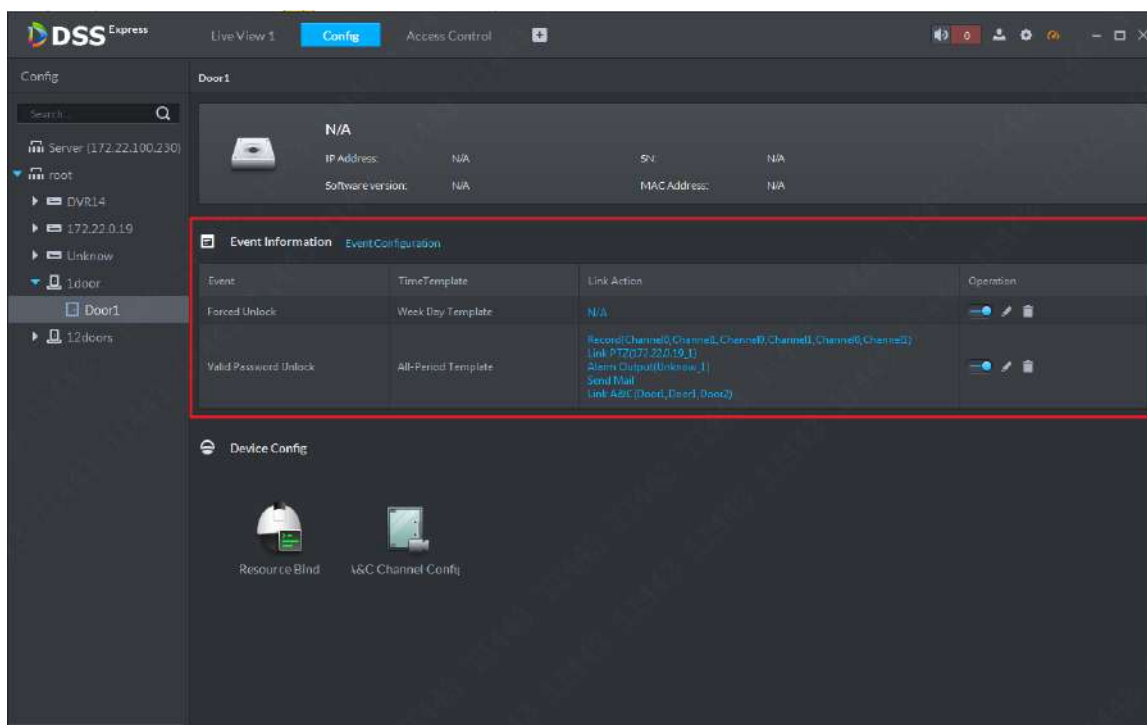 DSS Express
Live View 1
Config
Access Control
0
Config
Search...
Server (172.22.100.230)
root
DVR14
172.22.0.19
Unknow
1door
Door1
12doors
Door1
N/A
IP Address: N/A SN: N/A
Software version: N/A MAC Address: N/A
Event Information Event Configuration
Event TimeTemplate Link Action Operation
Forced Unlock Week Day Template N/A
Valid Password Unlock All-Period Template
Record(Channel0,Channel1,Channel0,Channel1,Channel0,Channel1)
Link PTZ(172.22.0.19_1)
Alarm Output(Unknow_1)
Send Mail
Link A&C(Door1,Door1,Door2)
Device Config
Resource Bind
A&C Channel Config